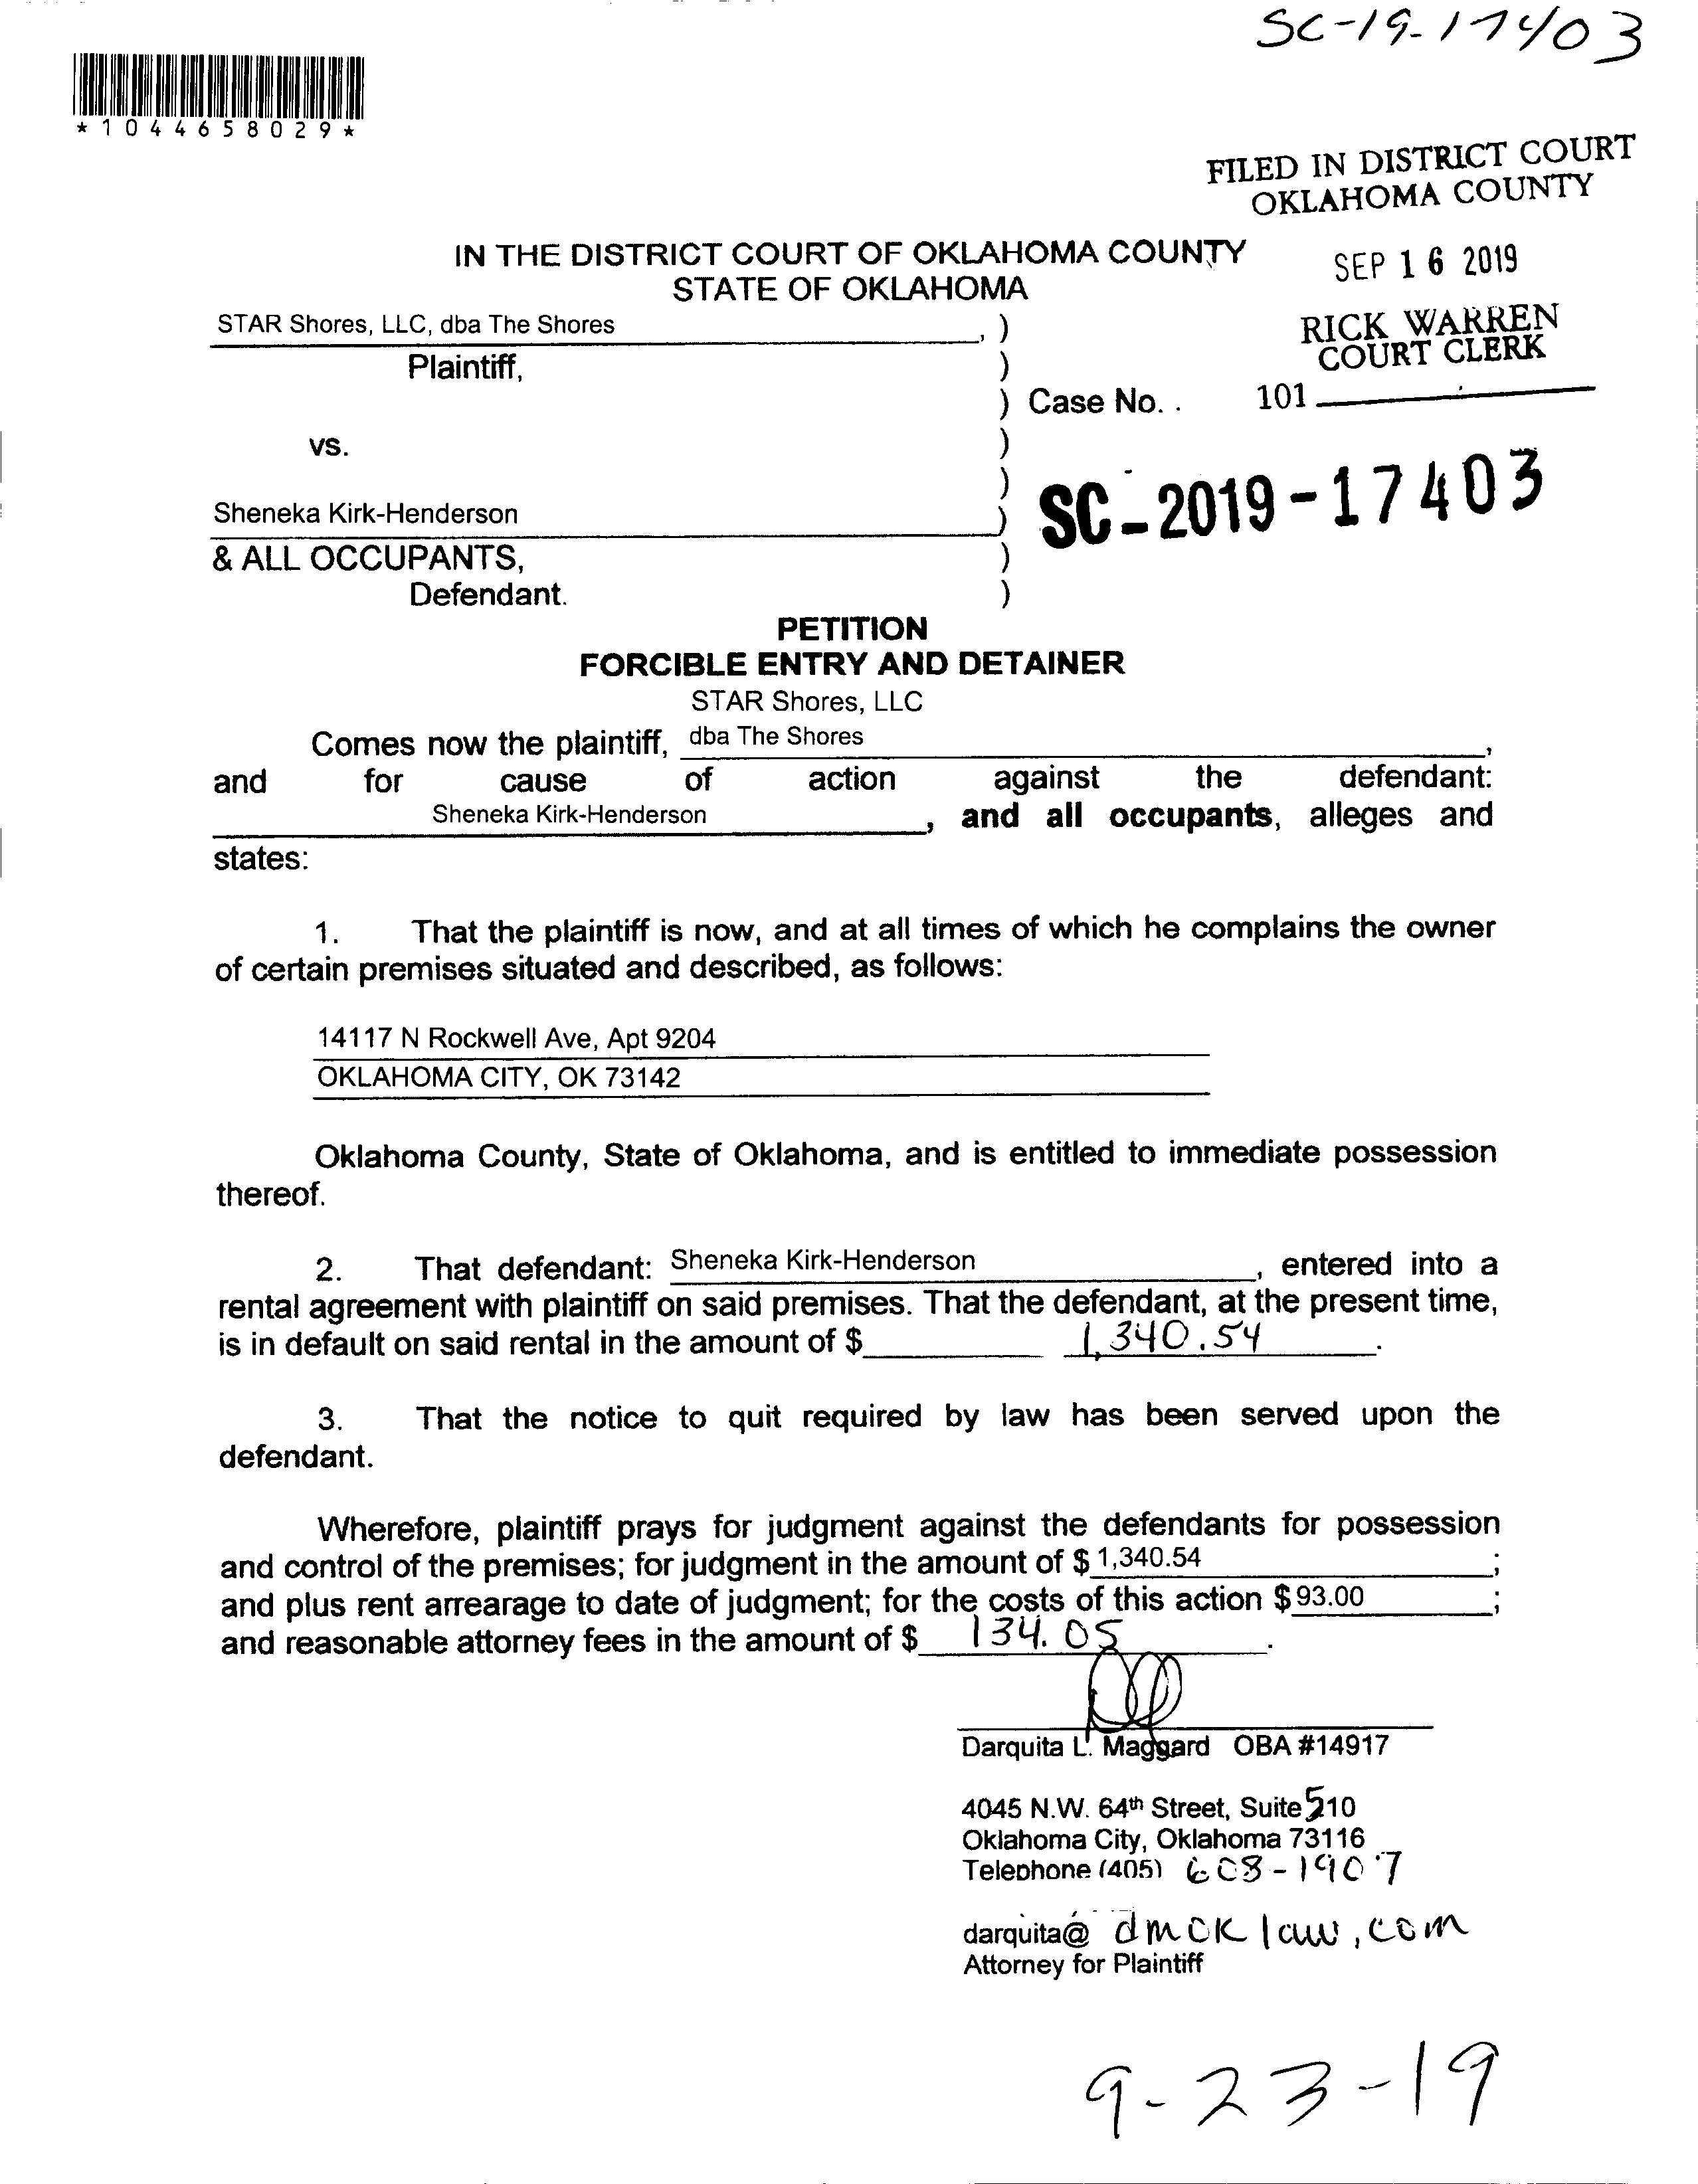 SC-19-17403
*1044658029*
FILED IN DISTRICT COURT
OKLAHOMA COUNTY
IN THE DISTRICT COURT OF OKLAHOMA COUNTY
STATE OF OKLAHOMA
SEP 16 2019
STAR Shores, LLC, dba The Shores , )
RICK WARREN
COURT CLERK
Plaintiff, )
) Case No. .
101
vs. )
)
SC-2019-17403
Sheneka Kirk-Henderson )
& ALL OCCUPANTS, )
Defendant. )
PETITION
FORCIBLE ENTRY AND DETAINER
STAR Shores, LLC
Comes now the plaintiff, dba The Shores ,
and for cause of action against the defendant:
Sheneka Kirk-Henderson , and all occupants, alleges and
states:
1. That the plaintiff is now, and at all times of which he complains the owner
of certain premises situated and described, as follows:
14117 N Rockwell Ave, Apt 9204
OKLAHOMA CITY, OK 73142
Oklahoma County, State of Oklahoma, and is entitled to immediate possession
thereof.
2. That defendant: Sheneka Kirk-Henderson , entered into a
rental agreement with plaintiff on said premises. That the defendant, at the present time,
is in default on said rental in the amount of $ 1,340.54 .
3. That the notice to quit required by law has been served upon the
defendant.
Wherefore, plaintiff prays for judgment against the defendants for possession
and control of the premises; for judgment in the amount of $ 1,340.54 ;
and plus rent arrearage to date of judgment; for the costs of this action $ 93.00 ;
and reasonable attorney fees in the amount of $ 134.05 .
Darquita L. Maggard OBA #14917
4045 N.W. 64th Street, Suite 510
Oklahoma City, Oklahoma 73116
Telephone (405) 608-1907
darquita@ dmoklaw.com
Attorney for Plaintiff
9-23-19